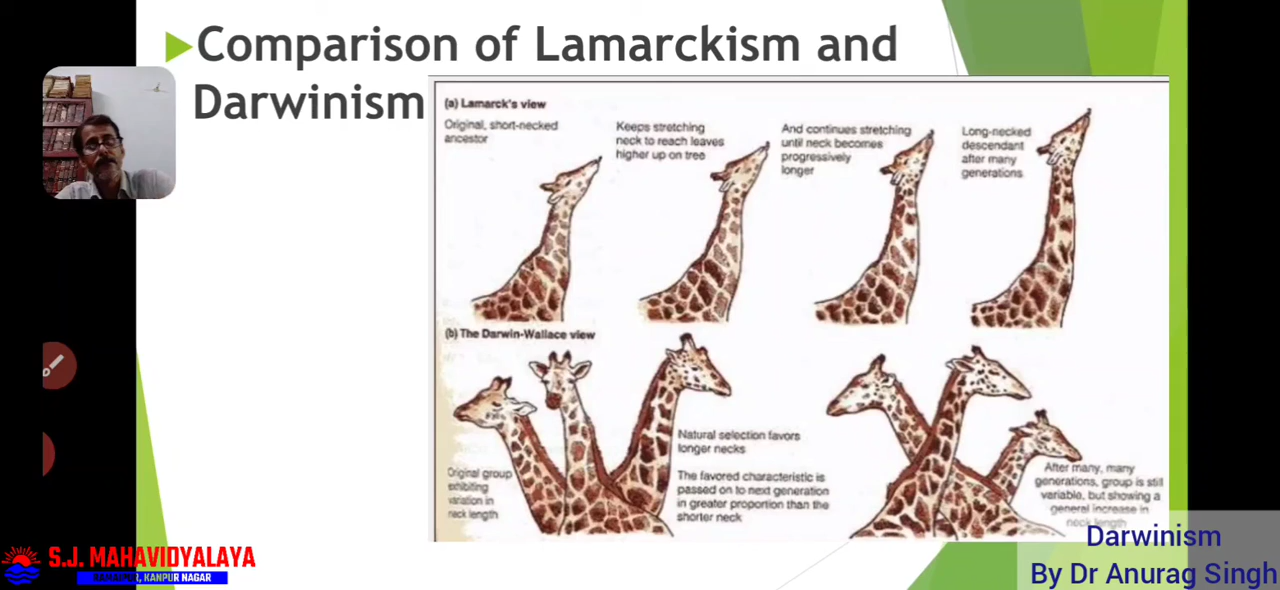 Comparison of Lamarckism and
Darwinism
(a) Lamarck's view
Original, short-necked
ancestor
Keeps stretching
neck to reach leaves
higher up on tree
And continues stretching
until neck becomes
progressively
longer
Long-necked
descendant
after many
generations
(b) The Darwin-Wallace view
Original group
exhibiting
variation in
neck length
Natural selection favors
longer necks
The favored characteristic is
passed on to next generation
in greater proportion than the
shorter neck
After many, many
generations, group is still
variable, but showing a
general increase in
neck length
S.J. MAHAVIDYALAYA
RAMAIPUR, KANPUR NAGAR
Darwinism
By Dr Anurag Singh